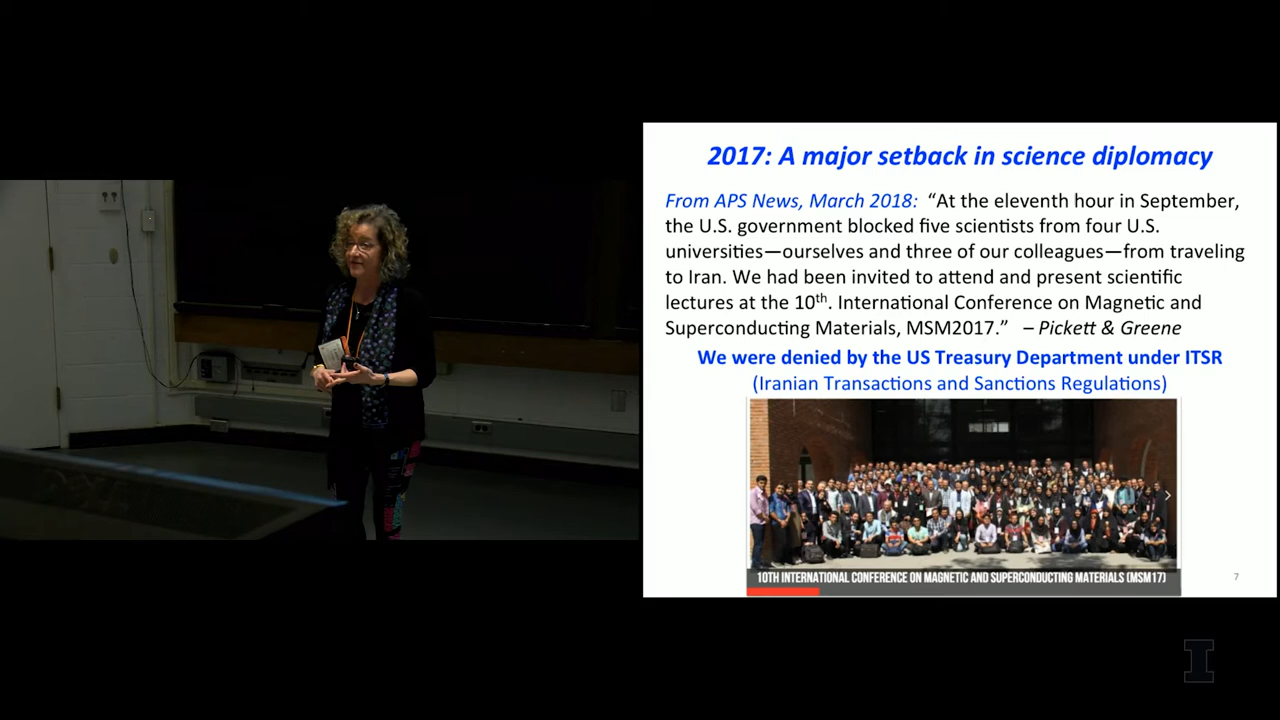 2017: A major setback in science diplomacy
From APS News, March 2018: “At the eleventh hour in September,
the U.S. government blocked five scientists from four U.S.
universities—ourselves and three of our colleagues—from traveling
to Iran. We had been invited to attend and present scientific
lectures at the 10th. International Conference on Magnetic and
Superconducting Materials, MSM2017.” – Pickett & Greene
We were denied by the US Treasury Department under ITSR
(Iranian Transactions and Sanctions Regulations)
10TH INTERNATIONAL CONFERENCE ON MAGNETIC AND SUPERCONDUCTING MATERIALS (MSM17)
7
I